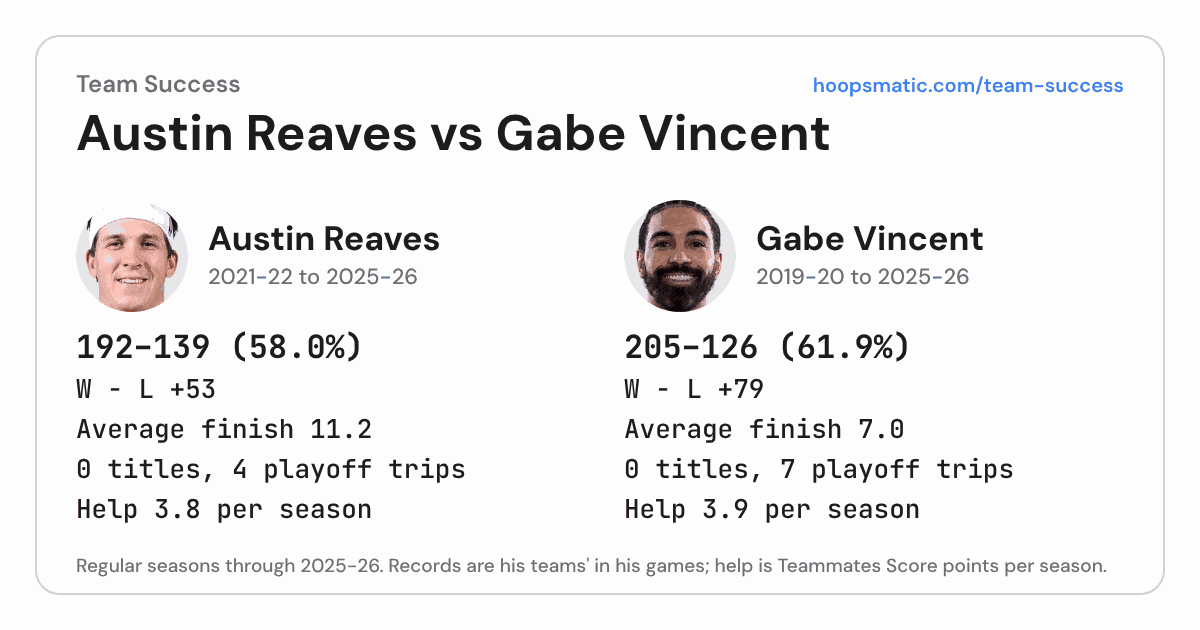 Team Success
hoopsmatic.com/team-success
Austin Reaves vs Gabe Vincent
Austin Reaves
2021–22 to 2025–26
192–139 (58.0%)
W - L +53
Average finish 11.2
0 titles, 4 playoff trips
Help 3.8 per season
Gabe Vincent
2019–20 to 2025–26
205–126 (61.9%)
W - L +79
Average finish 7.0
0 titles, 7 playoff trips
Help 3.9 per season
Regular seasons through 2025-26. Records are his teams' in his games; help is Teammates Score points per season.